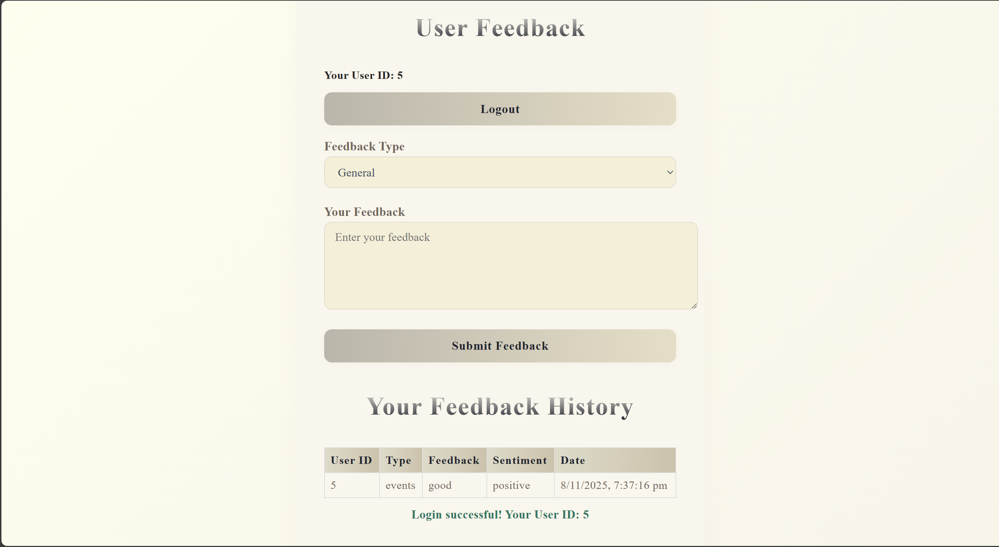 User Feedback
Your User ID: 5
Logout
Feedback Type
General
Your Feedback
Enter your feedback
Submit Feedback
Your Feedback History
User ID Type Feedback Sentiment Date
5 events good positive 8/11/2025, 7:37:16 pm
Login successful! Your User ID: 5